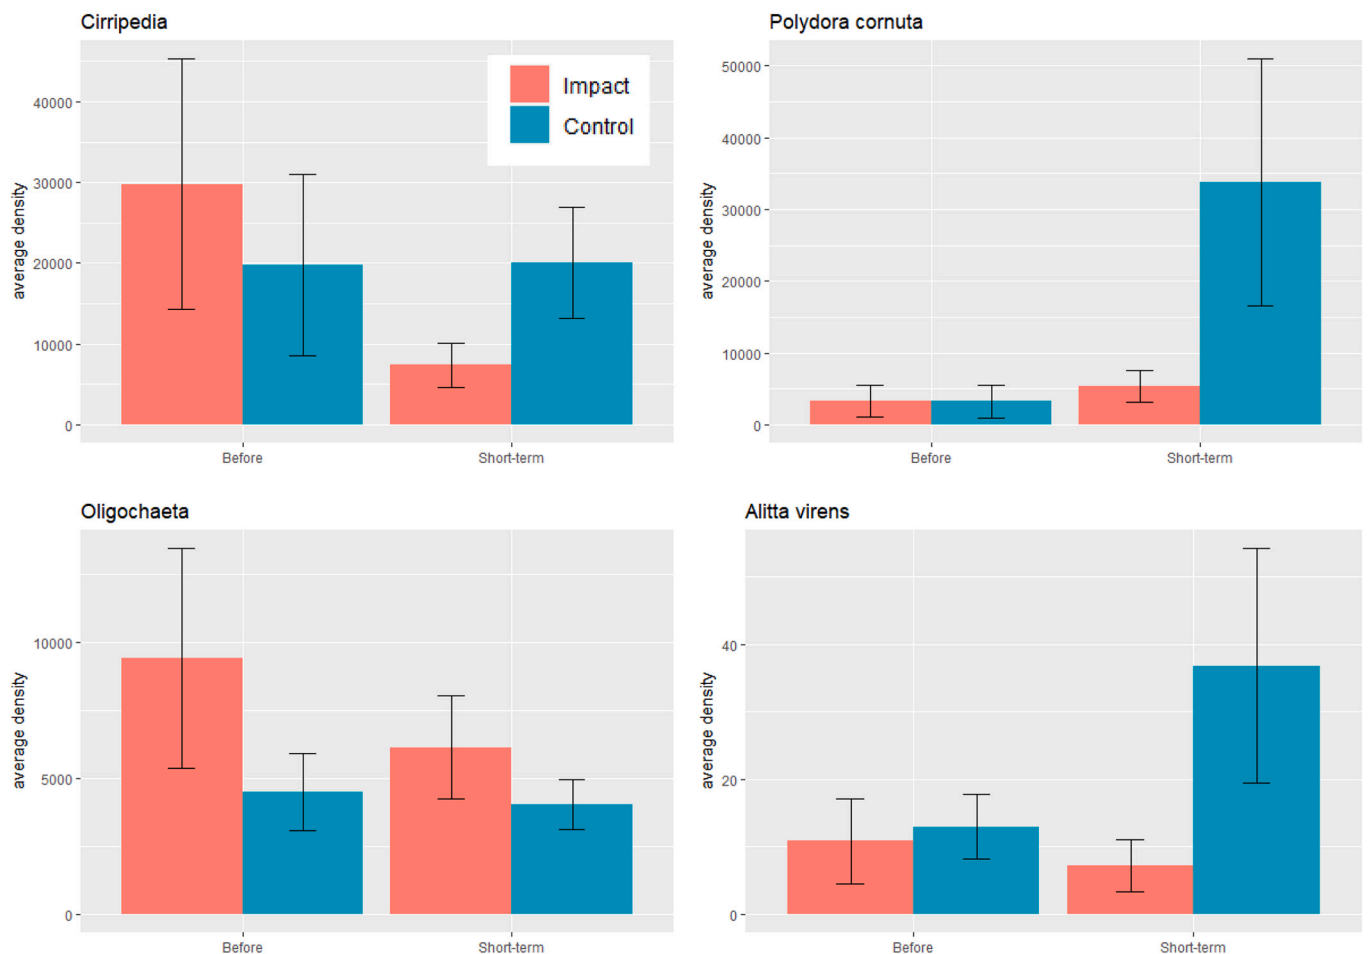 Cirripedia
average density
40000
30000
20000
10000
0
Before
Short-term
Impact
Control
Polydora cornuta
average density
50000
40000
30000
20000
10000
0
Before
Short-term
Oligochaeta
average density
10000
5000
0
Before
Short-term
Alitta virens
average density
40
20
0
Before
Short-term